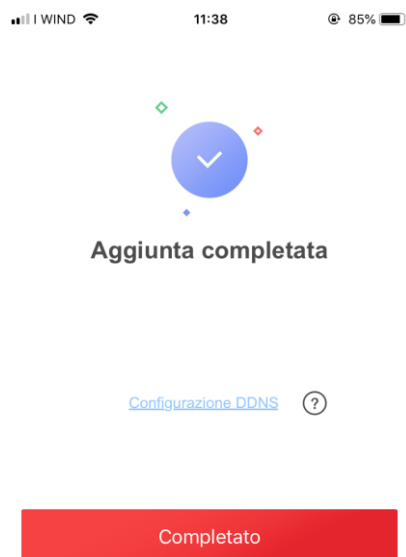 I WIND 11:38 85%
Aggiunta completata
Configurazione DDNS ?
Completato